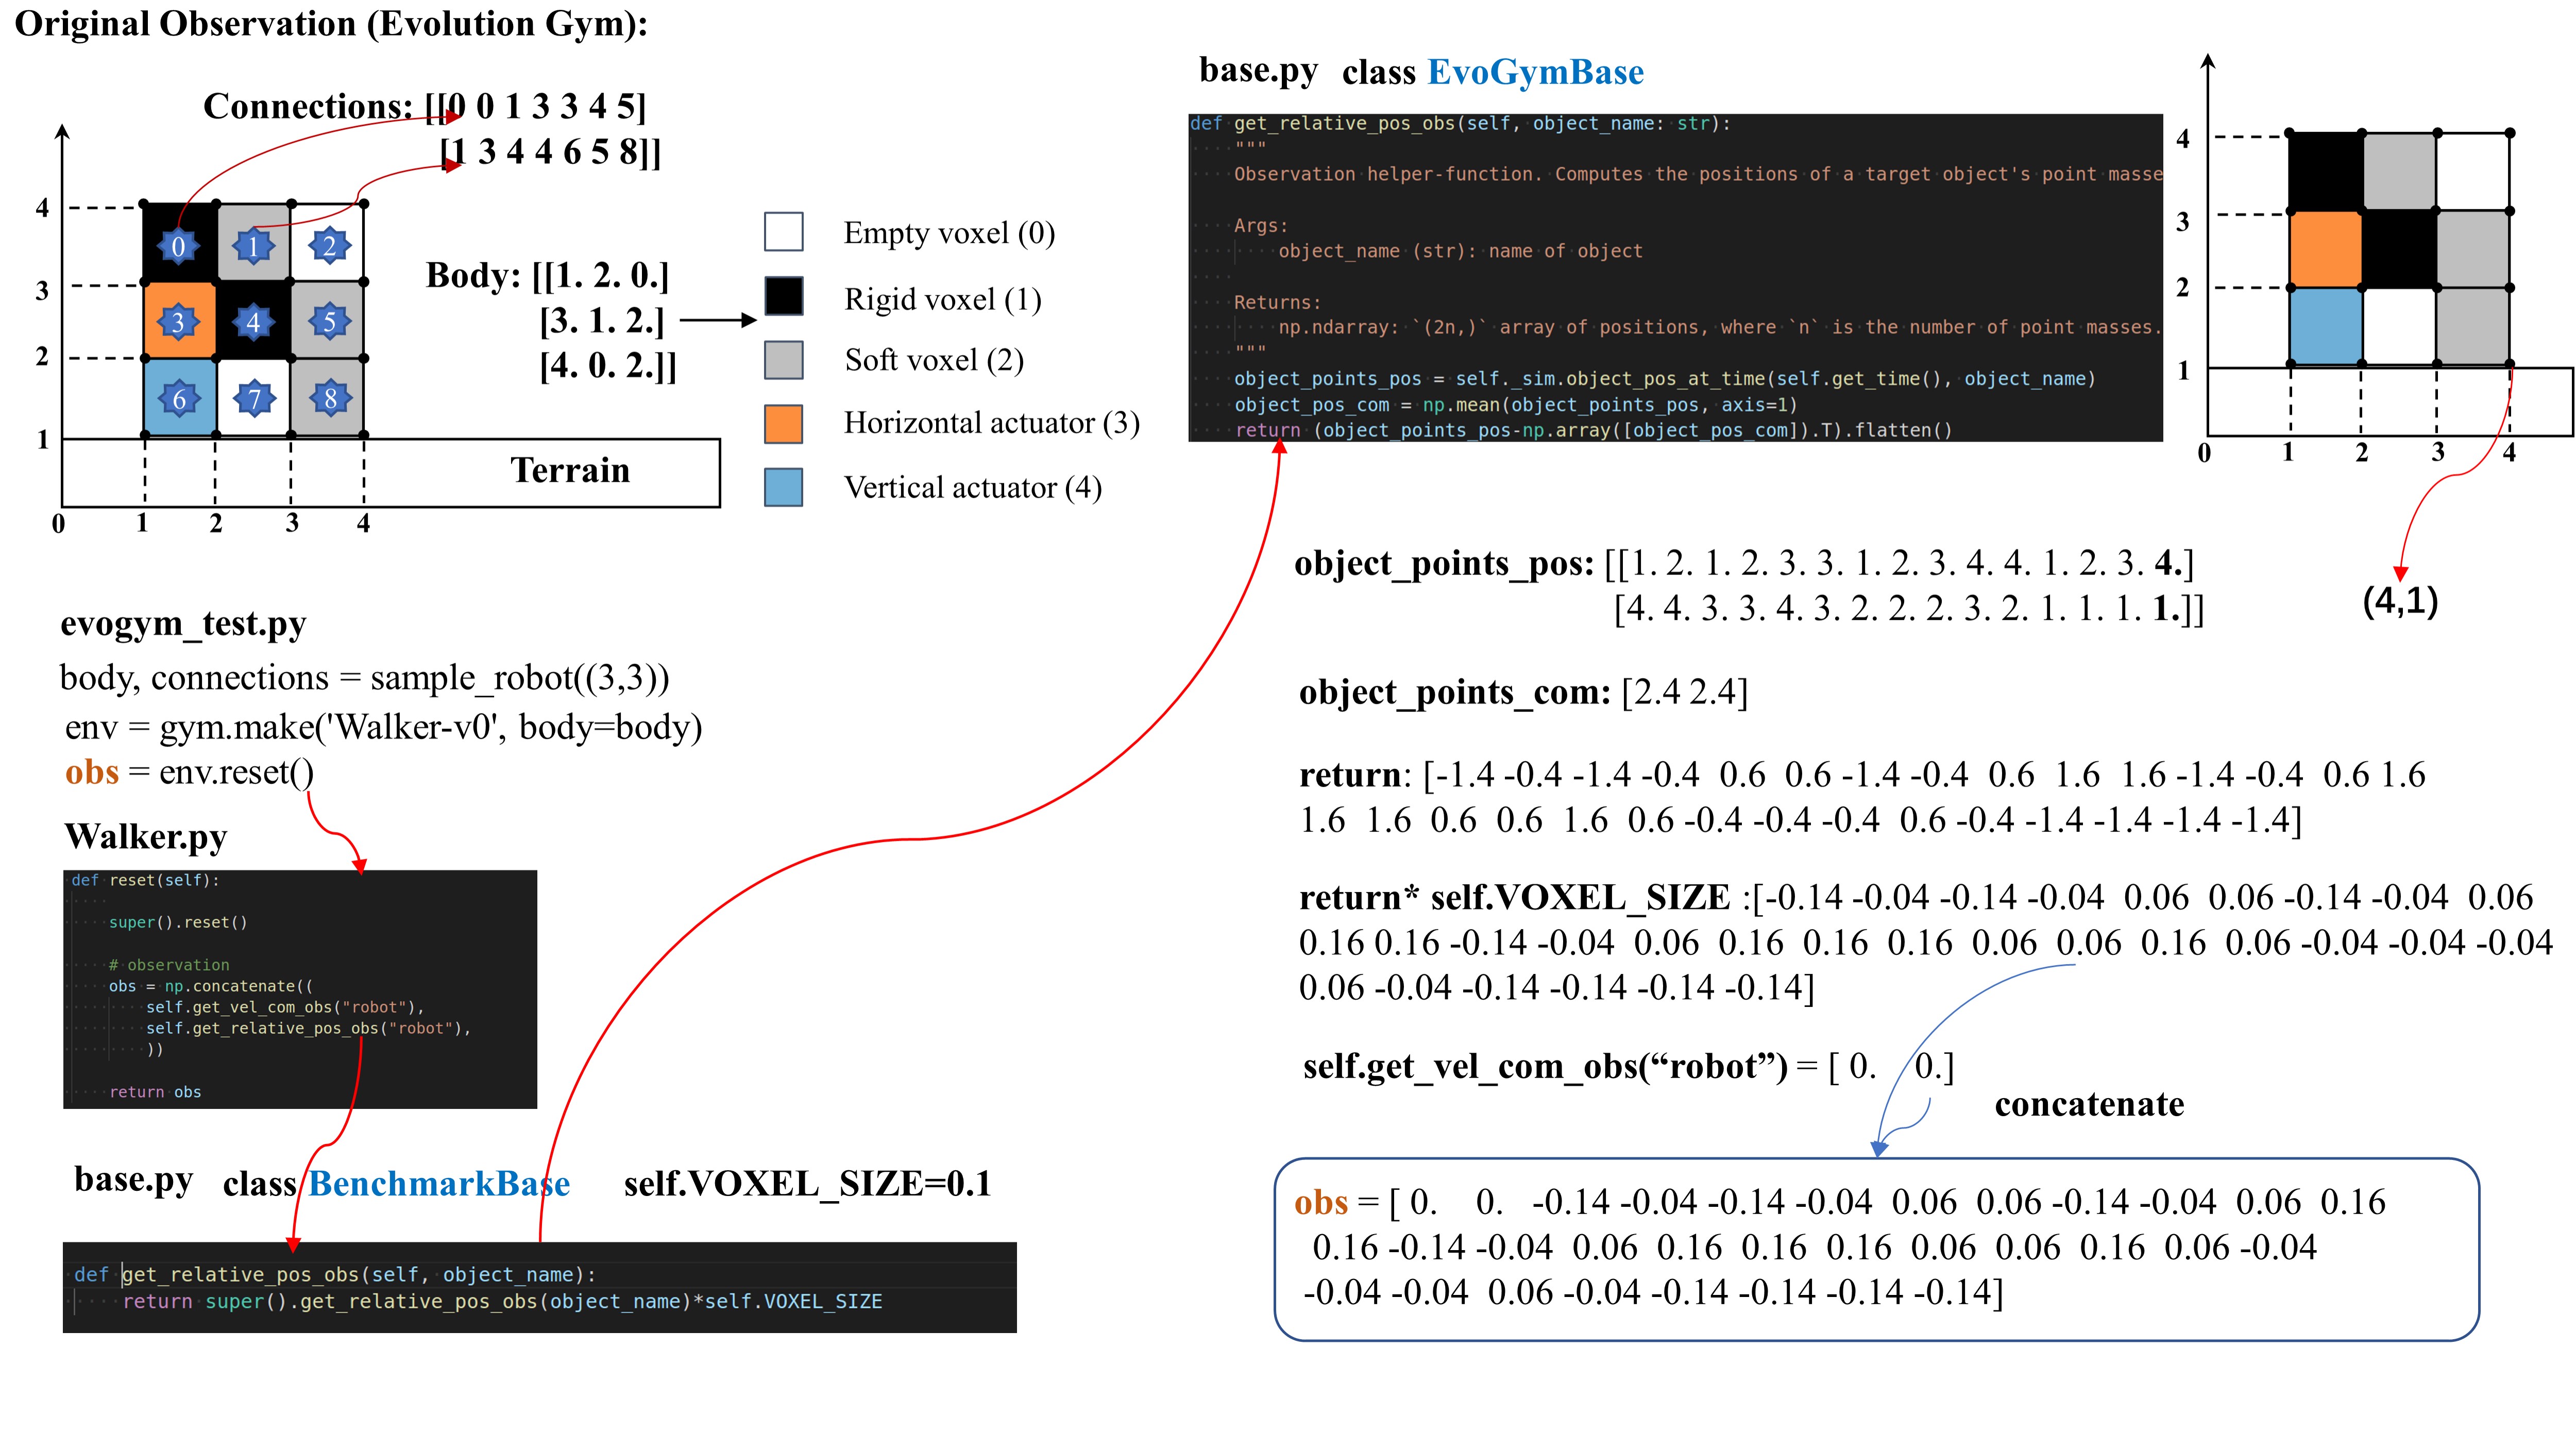 Original Observation (Evolution Gym):
Connections: [[0 0 1 3 3 4 5]
[1 3 4 4 6 5 8]]
4
3
2
1
0 1 2 3 4
0 1 2
3 4 5
6 7 8
Terrain
Body: [[1. 2. 0.]
[3. 1. 2.]
[4. 0. 2.]]
Empty voxel (0)
Rigid voxel (1)
Soft voxel (2)
Horizontal actuator (3)
Vertical actuator (4)
evogym_test.py
body, connections = sample_robot((3,3))
env = gym.make('Walker-v0', body=body)
obs = env.reset()
Walker.py
def reset(self):
super().reset()
# observation
obs = np.concatenate((
self.get_vel_com_obs("robot"),
self.get_relative_pos_obs("robot"),
))
return obs
base.py class BenchmarkBase self.VOXEL_SIZE=0.1
def get_relative_pos_obs(self, object_name):
return super().get_relative_pos_obs(object_name)*self.VOXEL_SIZE
base.py class EvoGymBase
def get_relative_pos_obs(self, object_name: str):
"""
Observation helper-function. Computes the positions of a target object's point masse
Args:
object_name (str): name of object
Returns:
np.ndarray: `(2n,)` array of positions, where `n` is the number of point masses.
"""
object_points_pos = self._sim.object_pos_at_time(self.get_time(), object_name)
object_pos_com = np.mean(object_points_pos, axis=1)
return (object_points_pos-np.array([object_pos_com]).T).flatten()
4
3
2
1
0 1 2 3 4
(4,1)
object_points_pos: [[1. 2. 1. 2. 3. 3. 1. 2. 3. 4. 4. 1. 2. 3. 4.]
[4. 4. 3. 3. 4. 3. 2. 2. 2. 3. 2. 1. 1. 1. 1.]]
object_points_com: [2.4 2.4]
return: [-1.4 -0.4 -1.4 -0.4 0.6 0.6 -1.4 -0.4 0.6 1.6 1.6 -1.4 -0.4 0.6 1.6
1.6 1.6 0.6 0.6 1.6 0.6 -0.4 -0.4 -0.4 0.6 -0.4 -1.4 -1.4 -1.4 -1.4]
return* self.VOXEL_SIZE :[-0.14 -0.04 -0.14 -0.04 0.06 0.06 -0.14 -0.04 0.06
0.16 0.16 -0.14 -0.04 0.06 0.16 0.16 0.16 0.06 0.06 0.16 0.06 -0.04 -0.04 -0.04
0.06 -0.04 -0.14 -0.14 -0.14 -0.14]
self.get_vel_com_obs(“robot”) = [ 0. 0.]
concatenate
obs = [ 0. 0. -0.14 -0.04 -0.14 -0.04 0.06 0.06 -0.14 -0.04 0.06 0.16
0.16 -0.14 -0.04 0.06 0.16 0.16 0.16 0.06 0.06 0.16 0.06 -0.04
-0.04 -0.04 0.06 -0.04 -0.14 -0.14 -0.14 -0.14]